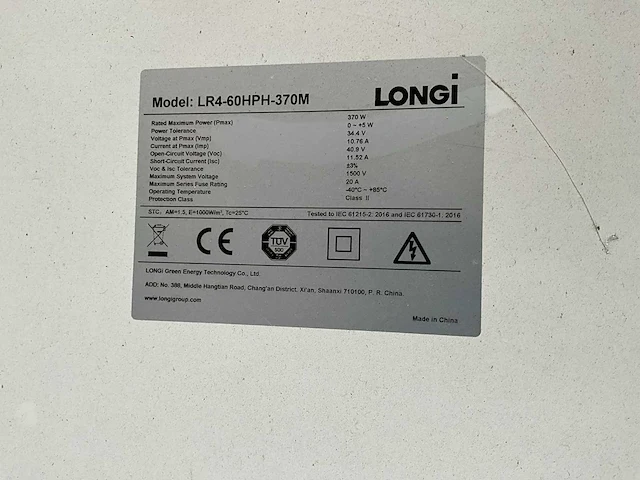 Model: LR4-60HPH-370M LONGi
Rated Maximum Power (Pmax) 370 W
Power Tolerance 0 ~ +5 W
Voltage at Pmax (Vmp) 34.4 V
Current at Pmax (Imp) 10.76 A
Open-Circuit Voltage (Voc) 40.9 V
Short-Circuit Current (Isc) 11.52 A
Voc & Isc Tolerance ±3%
Maximum System Voltage 1500 V
Maximum Series Fuse Rating 20 A
Operating Temperature -40°C ~ +85°C
Protection Class Class II
STC: AM=1.5, E=1000W/m², Tc=25°C Tested to IEC 61215-2: 2016 and IEC 61730-1: 2016
CE TÜV SÜD
LONGi Green Energy Technology Co., Ltd.
ADD: No. 388, Middle Hangtian Road, Chang'an District, Xi'an, Shaanxi 710100, P. R. China.
www.longigroup.com
Made in China